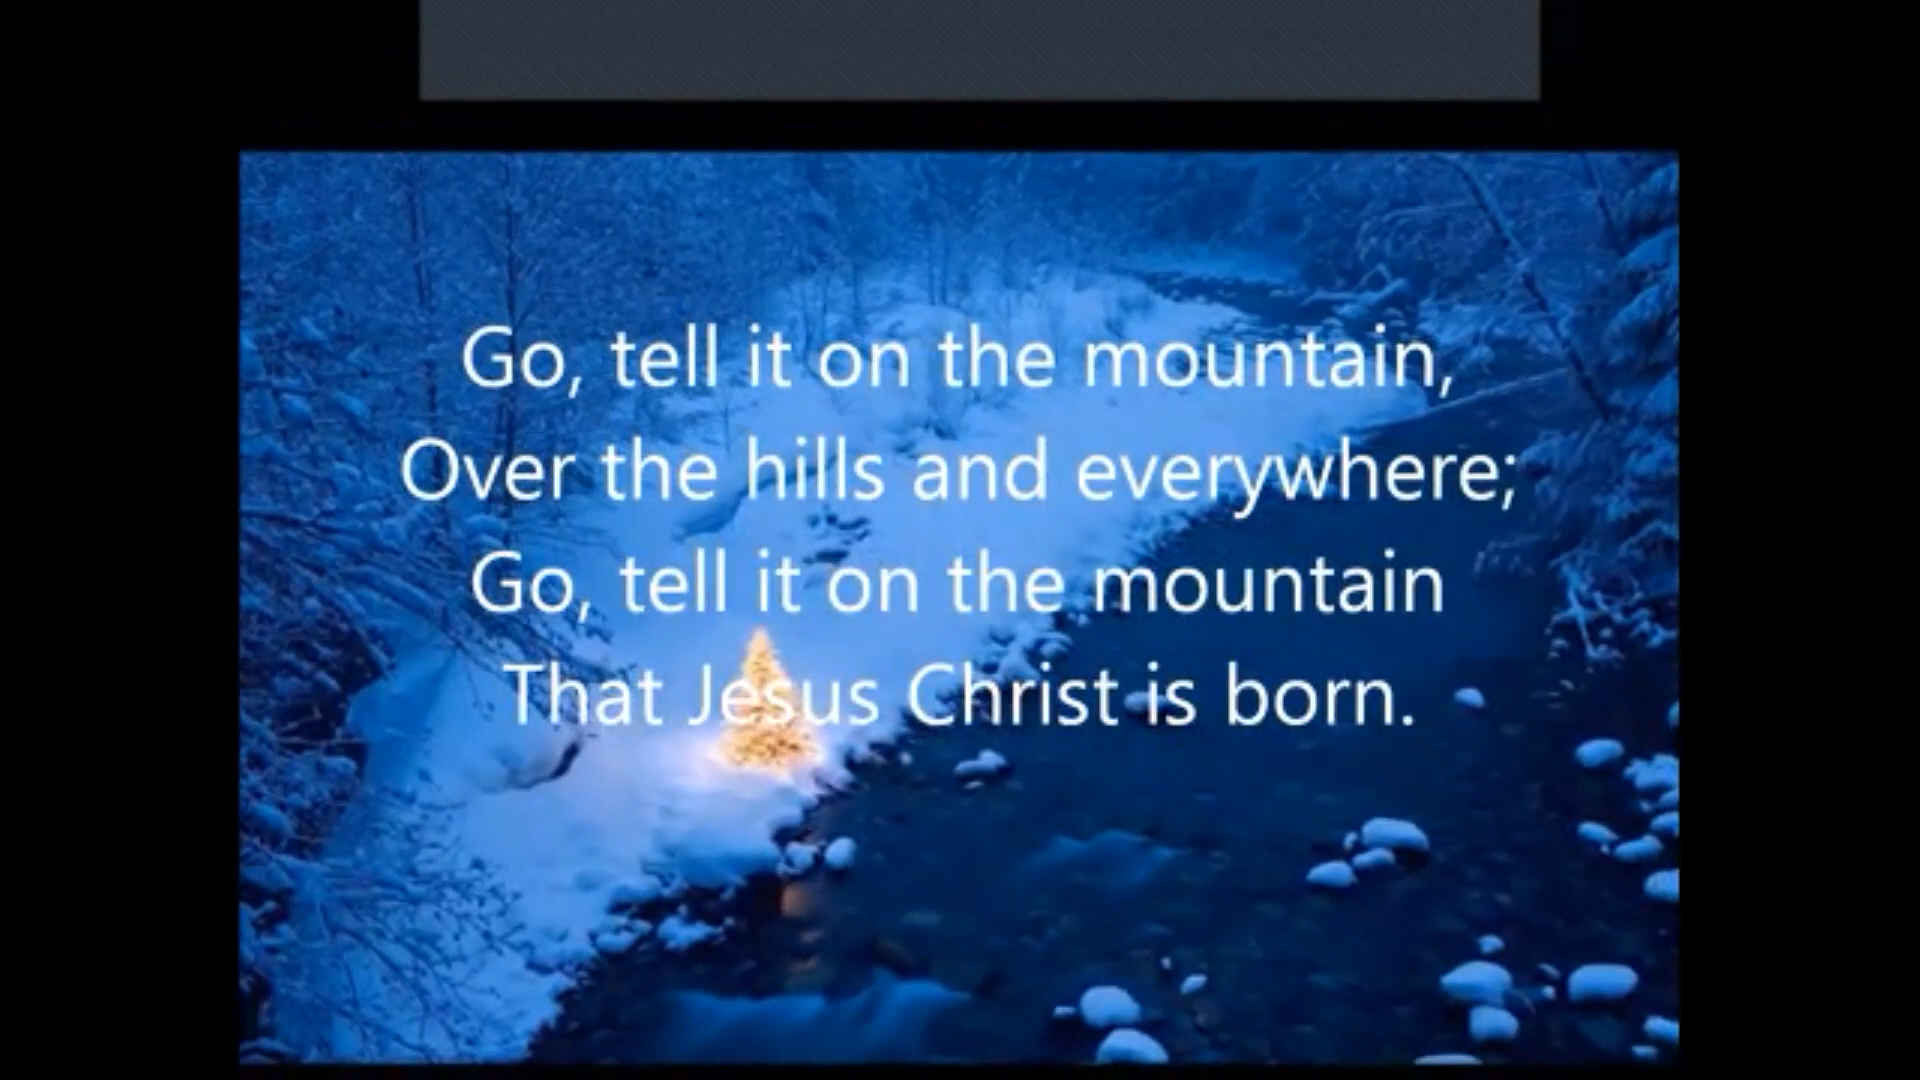 Go, tell it on the mountain,
Over the hills and everywhere;
Go, tell it on the mountain
That Jesus Christ is born.